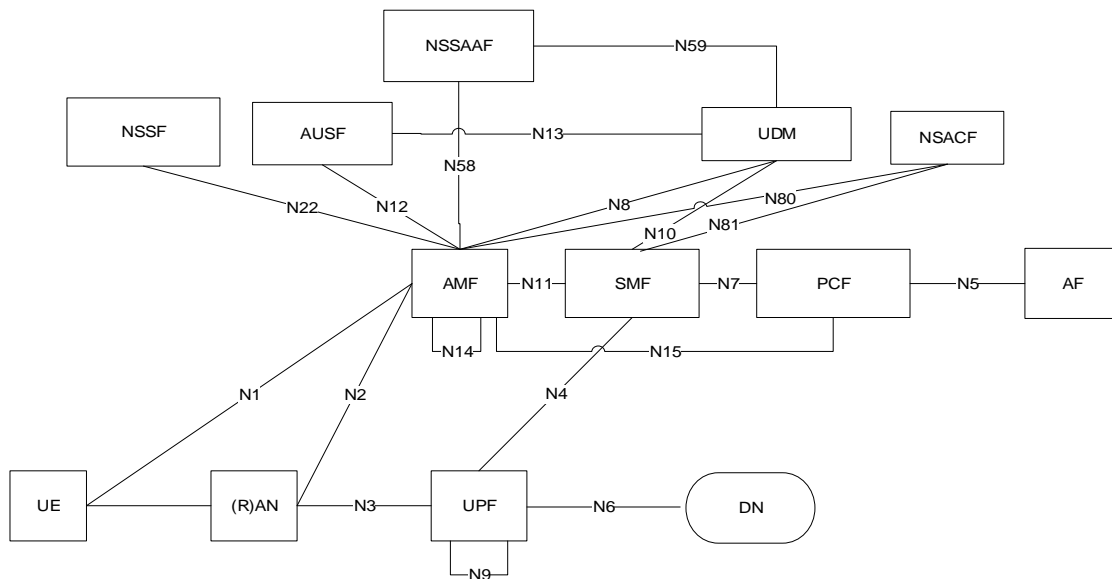 NSSAAF
N59
NSSF
AUSF
N13
UDM
NSACF
N58
N22
N12
N8
N80
N10
N81
AMF
N11
SMF
N7
PCF
N5
AF
N14
N15
N1
N2
N4
UE
(R)AN
N3
UPF
N6
DN
N9